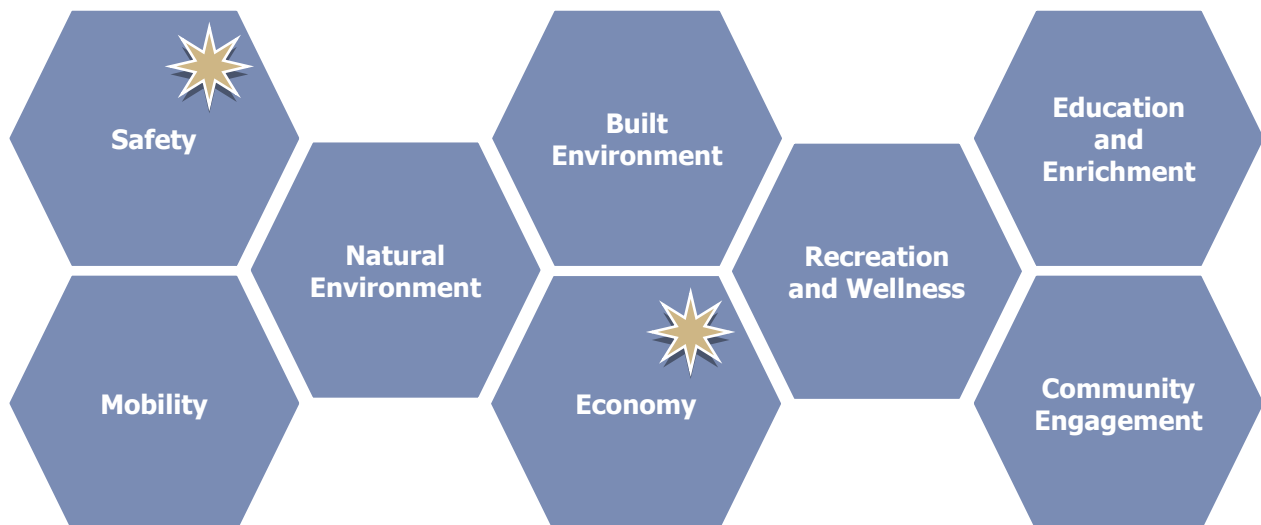 Safety
Built
Environment
Education
and
Enrichment
Natural
Environment
Recreation
and Wellness
Mobility
Economy
Community
Engagement